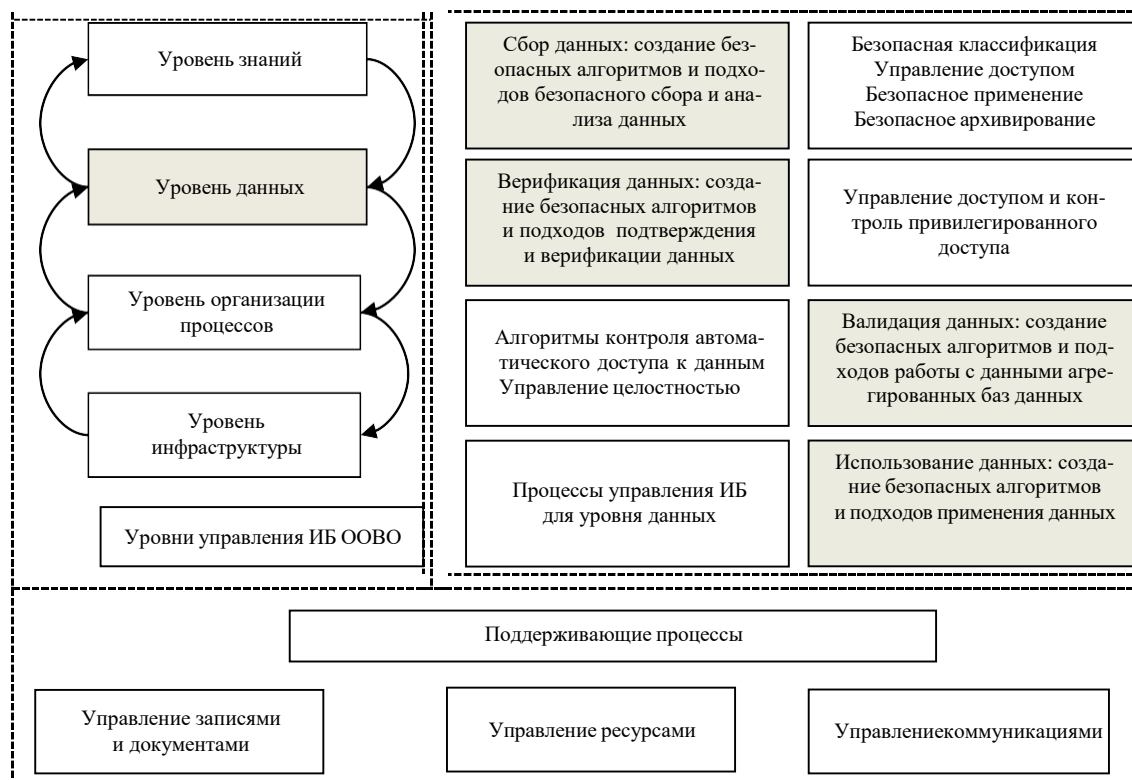 Уровень знаний
Уровень данных
Уровень организации
процессов
Уровень
инфраструктуры
Уровни управления ИБ ООВО
Сбор данных: создание без-
опасных алгоритмов и подхо-
дов безопасного сбора и ана-
лиза данных
Безопасная классификация
Управление доступом
Безопасное применение
Безопасное архивирование
Верификация данных: созда-
ние безопасных алгоритмов
и подходов подтверждения
и верификации данных
Управление доступом и кон-
троль привилегированного
доступа
Алгоритмы контроля автома-
тического доступа к данным
Управление целостностью
Валидация данных: создание
безопасных алгоритмов и под-
ходов работы с данными агре-
гированных баз данных
Процессы управления ИБ
для уровня данных
Использование данных: созда-
ние безопасных алгоритмов
и подходов применения данных
Поддерживающие процессы
Управление записями
и документами
Управление ресурсами
Управлениекоммуникациями